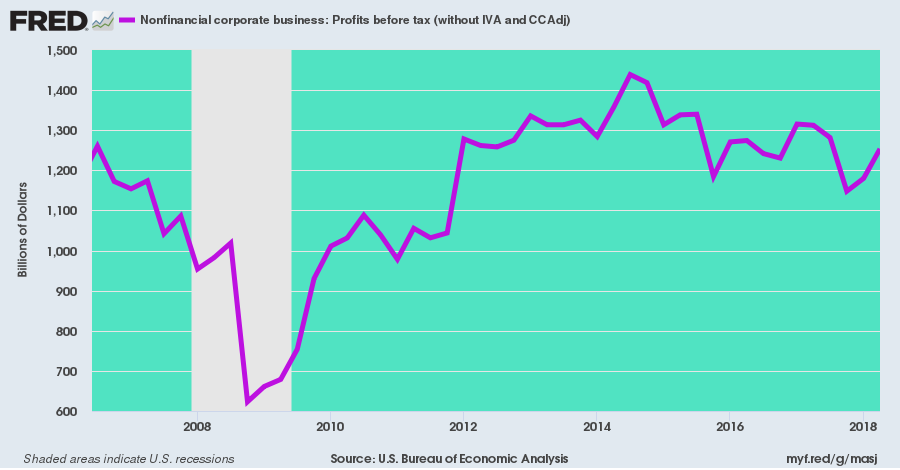 FRED
Nonfinancial corporate business: Profits before tax (without IVA and CCAdj)
1,500
1,400
1,300
1,200
1,100
1,000
900
800
700
600
Billions of Dollars
2008 2010 2012 2014 2016 2018
Shaded areas indicate U.S. recessions
Source: U.S. Bureau of Economic Analysis
myf.red/g/masj